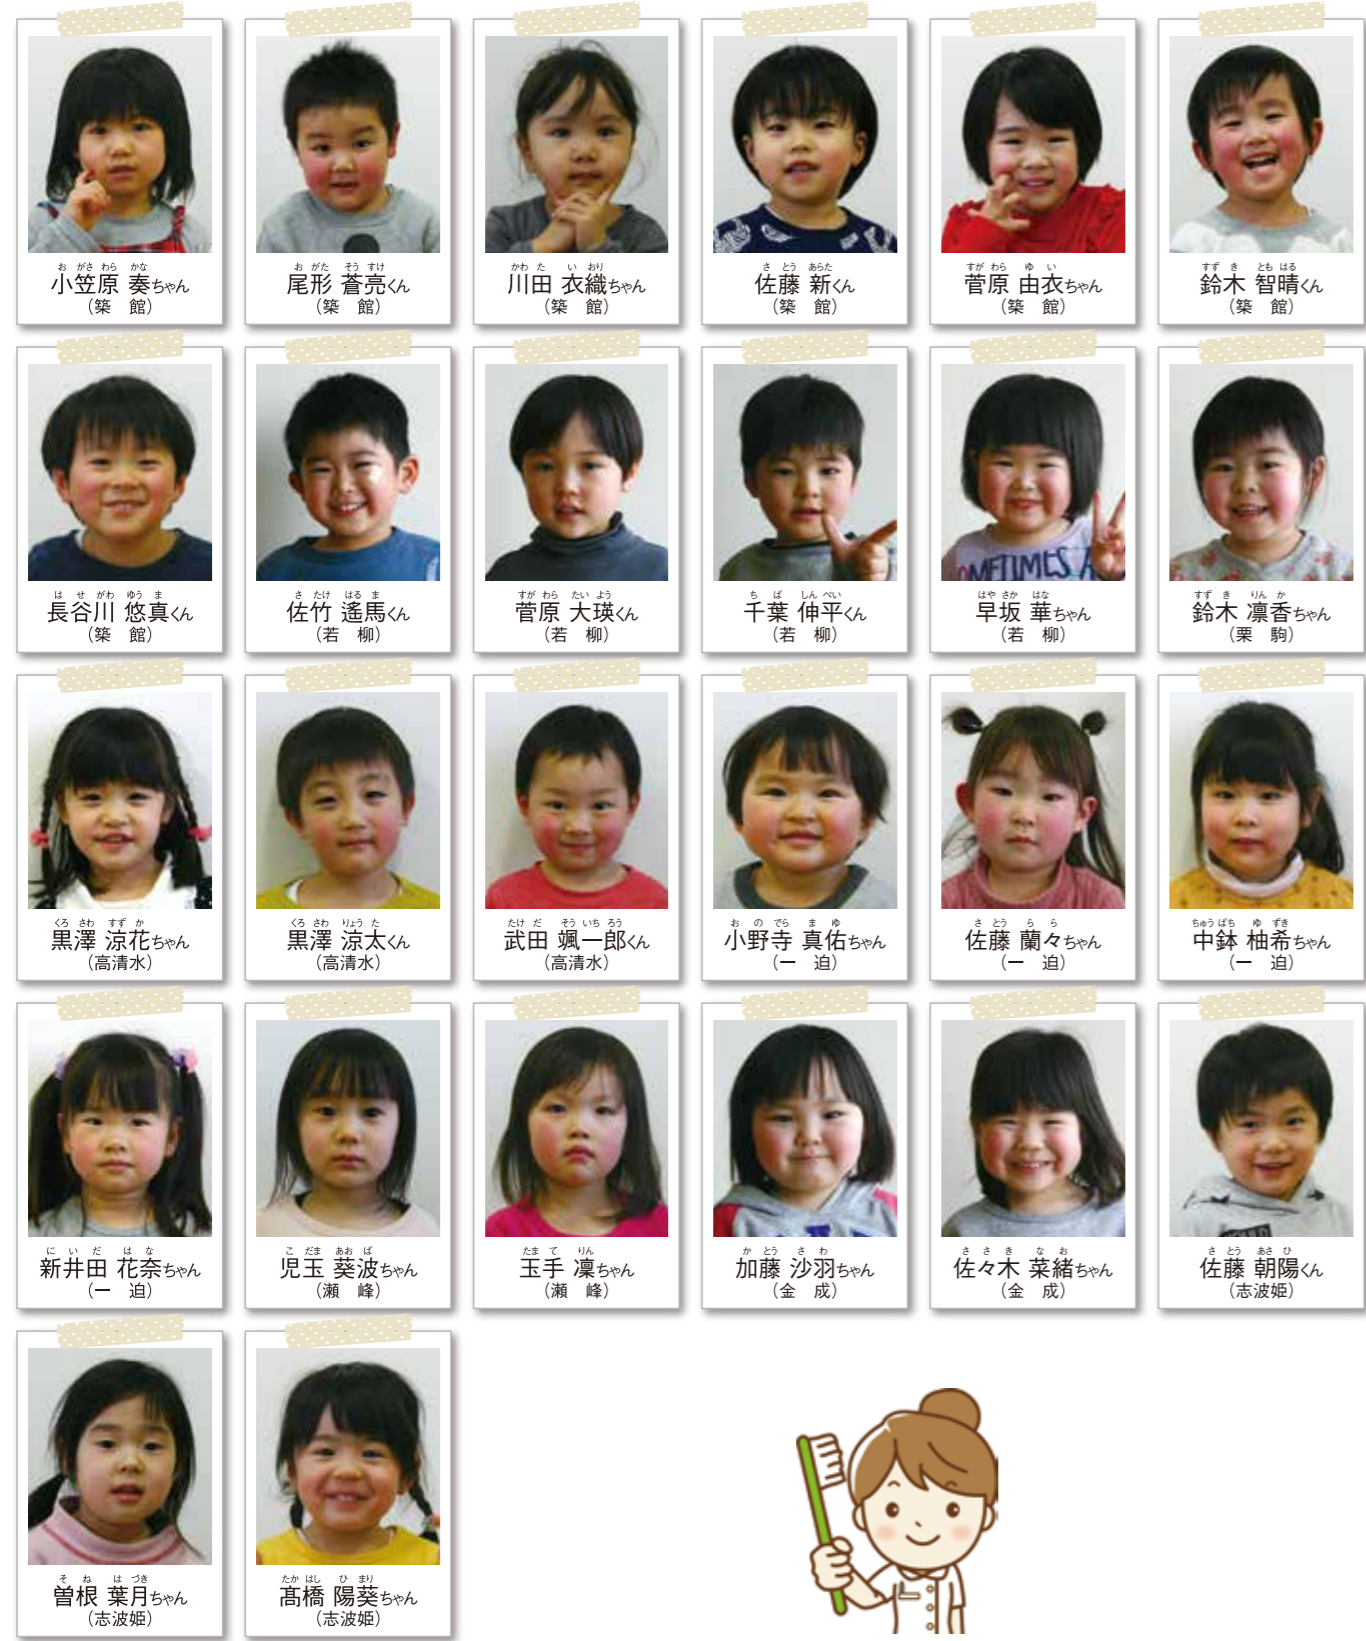 お がさ わら かな
小笠原 奏ちゃん
（築 館）
お がた そう すけ
尾形 蒼亮くん
（築 館）
かわ た い おり
川田 衣織ちゃん
（築 館）
さ とう あらた
佐藤 新くん
（築 館）
すが わら ゆ い
菅原 由衣ちゃん
（築 館）
すず き とも はる
鈴木 智晴くん
（築 館）
は せ がわ ゆう ま
長谷川 悠真くん
（築 館）
さ たけ はる ま
佐竹 遙馬くん
（若 柳）
すが わら たい よう
菅原 大瑛くん
（若 柳）
ち ば しん ぺい
千葉 伸平くん
（若 柳）
はや さか はな
早坂 華ちゃん
（若 柳）
すず き りん か
鈴木 凛香ちゃん
（栗 駒）
くろ さわ すず か
黒澤 涼花ちゃん
（高清水）
くろ さわ りょう た
黒澤 涼太くん
（高清水）
たけ だ そう いち ろう
武田 颯一郎くん
（高清水）
お の でら ま ゆ
小野寺 真佑ちゃん
（一 迫）
さ とう ら ら
佐藤 蘭々ちゃん
（一 迫）
ちゅう ばち ゆ ずき
中鉢 柚希ちゃん
（一 迫）
に い だ は な
新井田 花奈ちゃん
（一 迫）
こ だま あお ば
児玉 葵波ちゃん
（瀬 峰）
たま て りん
玉手 凜ちゃん
（瀬 峰）
か とう さ わ
加藤 沙羽ちゃん
（金 成）
さ さ き な お
佐々木 菜緒ちゃん
（金 成）
さ とう あさ ひ
佐藤 朝陽くん
（志波姫）
そ ね は づき
曽根 葉月ちゃん
（志波姫）
たか はし ひ まり
髙橋 陽葵ちゃん
（志波姫）